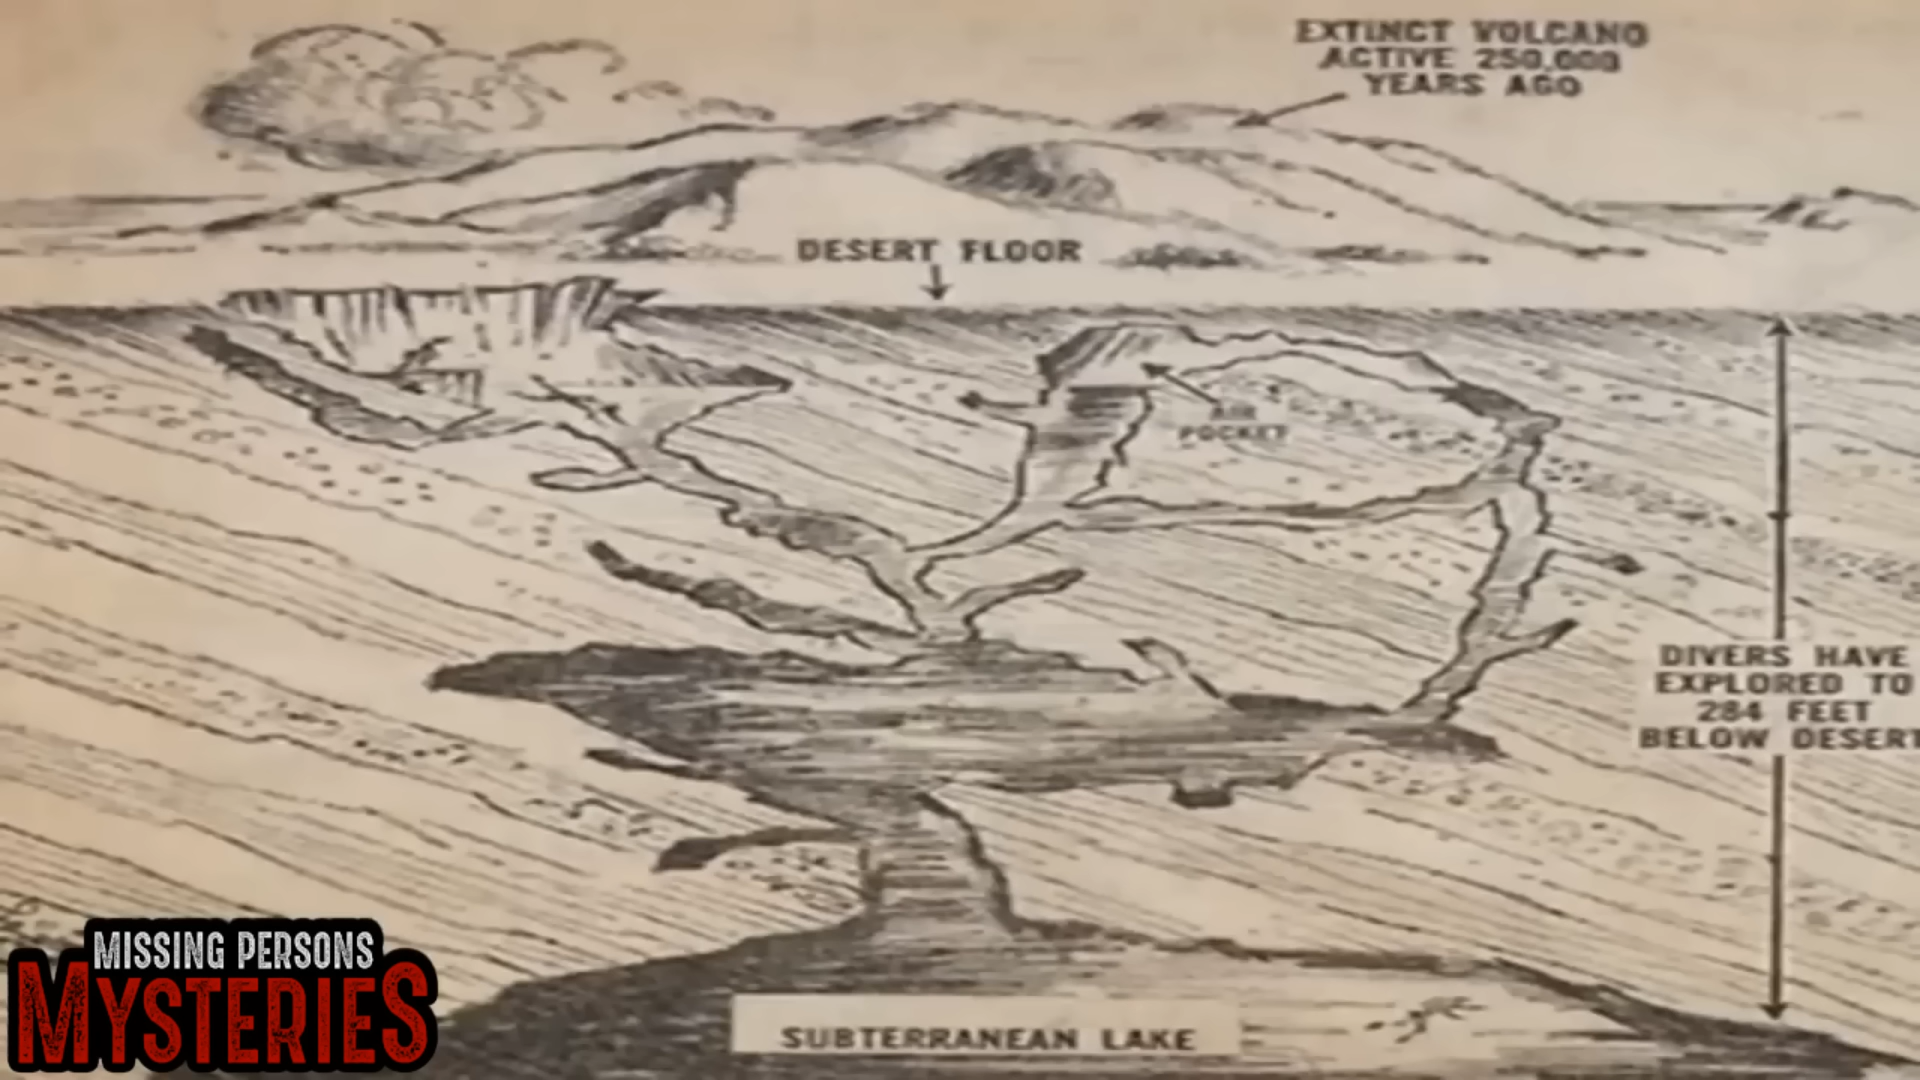 EXTINCT VOLCANO
ACTIVE 250,000
YEARS AGO
DESERT FLOOR
AIR
POCKET
DIVERS HAVE
EXPLORED TO
284 FEET
BELOW DESERT
MISSING PERSONS
MYSTERIES
SUBTERRANEAN LAKE